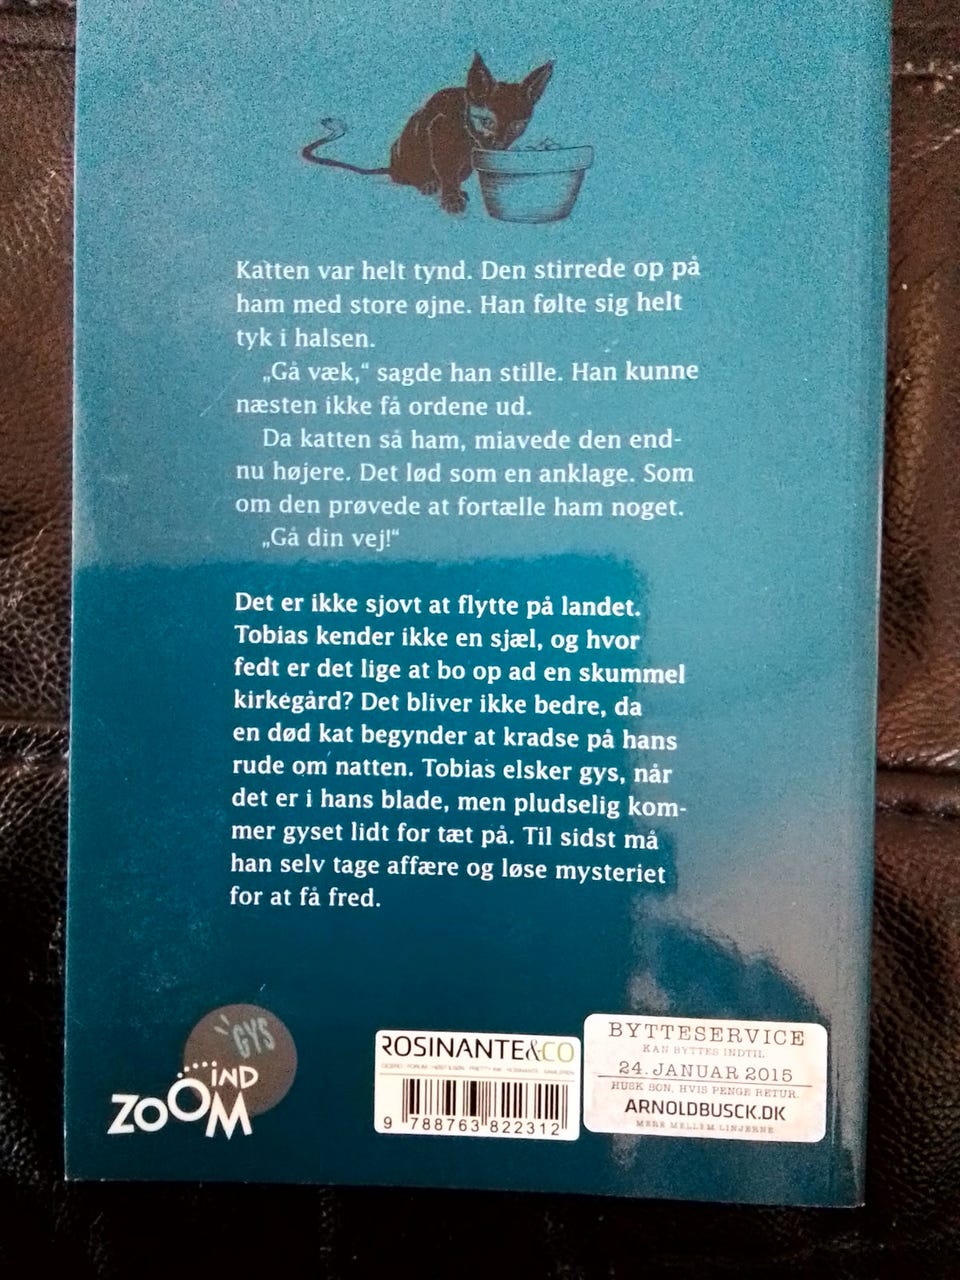 Katten var helt tynd. Den stirrede op på
ham med store øjne. Han følte sig helt
tyk i halsen.
„Gå væk,“ sagde han stille. Han kunne
næsten ikke få ordene ud.
Da katten så ham, miavede den end-
nu højere. Det lød som en anklage. Som
om den prøvede at fortælle ham noget.
„Gå din vej!“
Det er ikke sjovt at flytte på landet.
Tobias kender ikke en sjæl, og hvor
fedt er det lige at bo op ad en skummel
kirkegård? Det bliver ikke bedre, da
en død kat begynder at kradse på hans
rude om natten. Tobias elsker gys, når
det er i hans blade, men pludselig kom-
mer gyset lidt for tæt på. Til sidst må
han selv tage affære og løse mysteriet
for at få fred.
GYS
ZOOM IND
ROSINANTE&CO
9 788763 822312
BYTTESERVICE
KAN BYTTES INDTIL
24. JANUAR 2015
HUSK BON, HVIS PENGE RETUR.
ARNOLDBUSCK.DK
MERE MELLEM LINJERNE